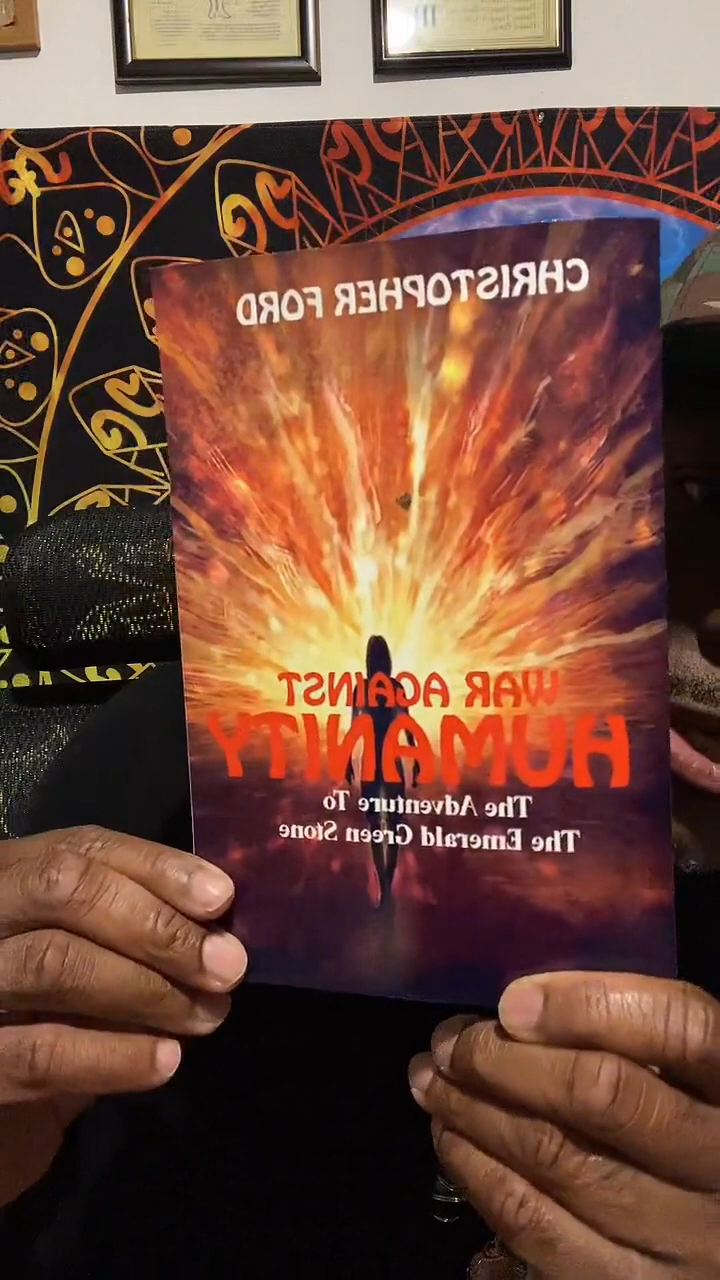 CHRISTOPHER FORD
WAR AGAINST
HUMANITY
The Adventure To
The Emerald Green Stone